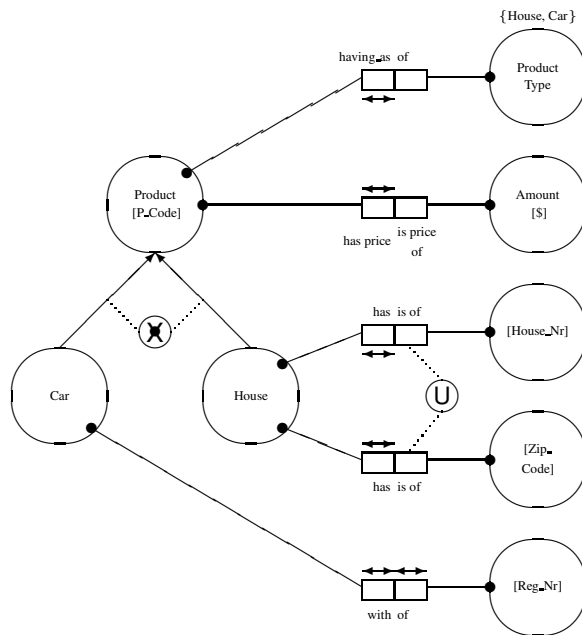 {House, Car}
having as of
Product
Type
Product
[P_Code]
has price
is price
of
Amount
[$]
X
has is of
[House_Nr]
Car
House
U
has is of
[Zip_
Code]
with of
[Reg_Nr]